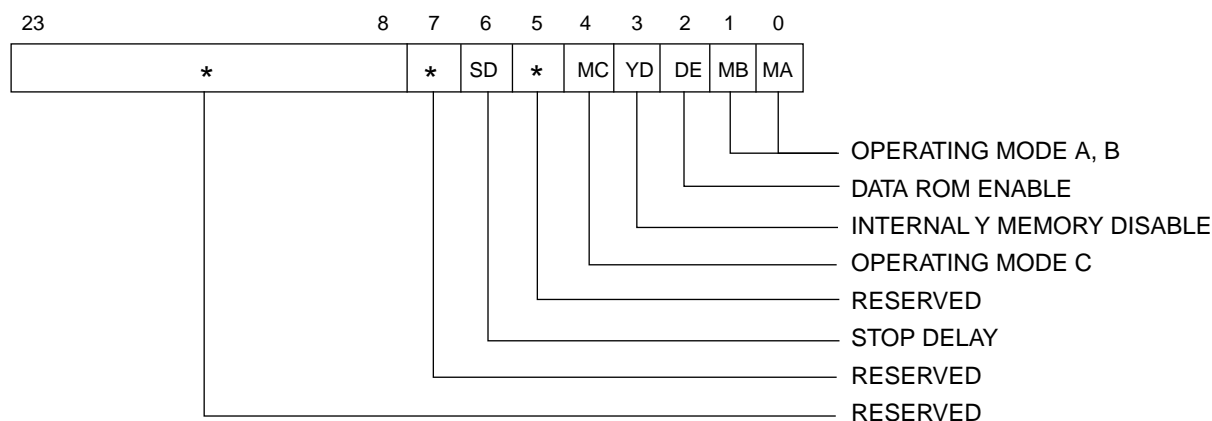 23 8 7 6 5 4 3 2 1 0
* * SD * MC YD DE MB MA
OPERATING MODE A, B
DATA ROM ENABLE
INTERNAL Y MEMORY DISABLE
OPERATING MODE C
RESERVED
STOP DELAY
RESERVED
RESERVED